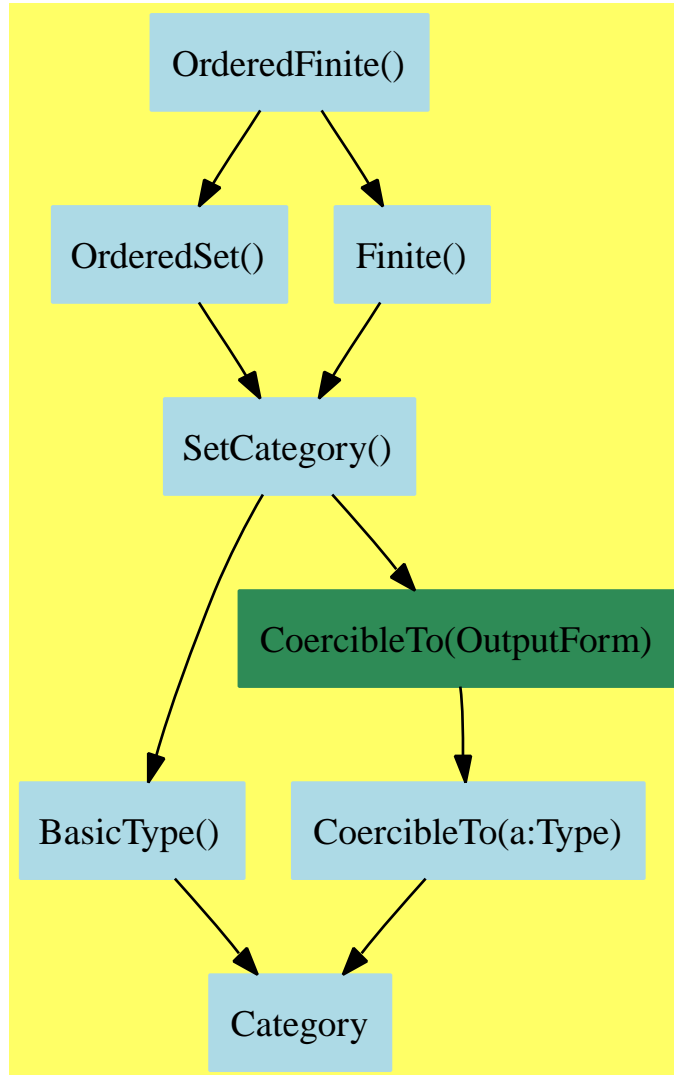 OrderedFinite()
OrderedSet()
Finite()
SetCategory()
CoercibleTo(OutputForm)
BasicType()
CoercibleTo(a:Type)
Category